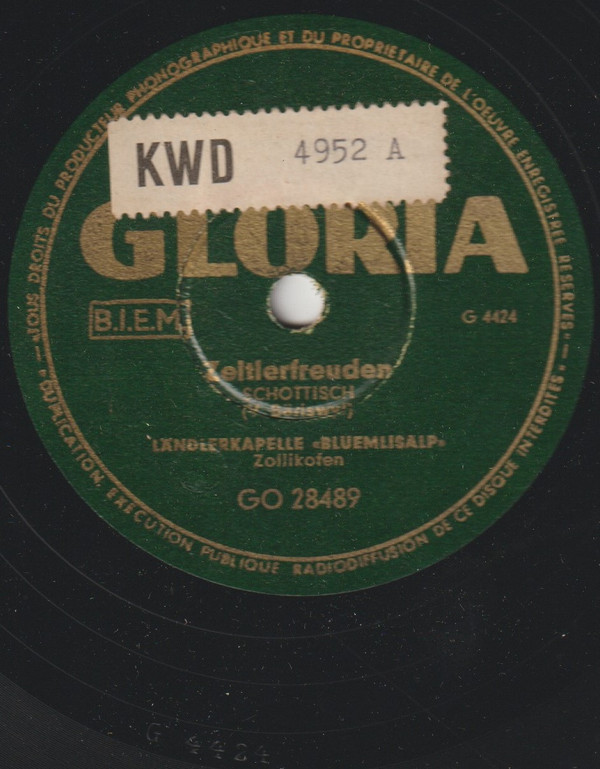 TOUS DROITS DU PRODUCTEUR PHONOGRAPHIQUE ET DU PROPRIETAIRE DE L'OEUVRE ENREGISTREE RESERVES
KWD 4952 A
GLORIA
B.I.E.M.
G 4424
Zeltlerfreuden
SCHOTTISCH
LÄNDLERKAPELLE «BLUEMLISALP»
Zollikofen
GO 28489
DUPLICATION, EXECUTION PUBLIQUE RADIODIFFUSION DE CE DISQUE INTERDITES
G 4424